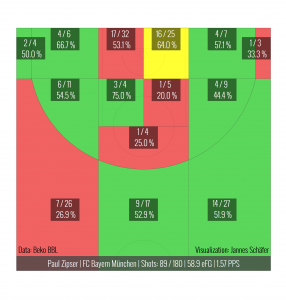 4 / 6
66.7 %
17 / 32
53.1 %
16 / 25
64.0 %
4 / 7
57.1 %
2 / 4
50.0 %
1 / 3
33.3 %
6 / 11
54.5 %
3 / 4
75.0 %
1 / 5
20.0 %
4 / 9
44.4 %
1 / 4
25.0 %
7 / 26
26.9 %
9 / 17
52.9 %
14 / 27
51.9 %
Data: Beko BBL
Visualization: Jannes Schäfer
Paul Zipser | FC Bayern München | Shots: 89 / 180 | 58.9 eFG | 1.57 PPS